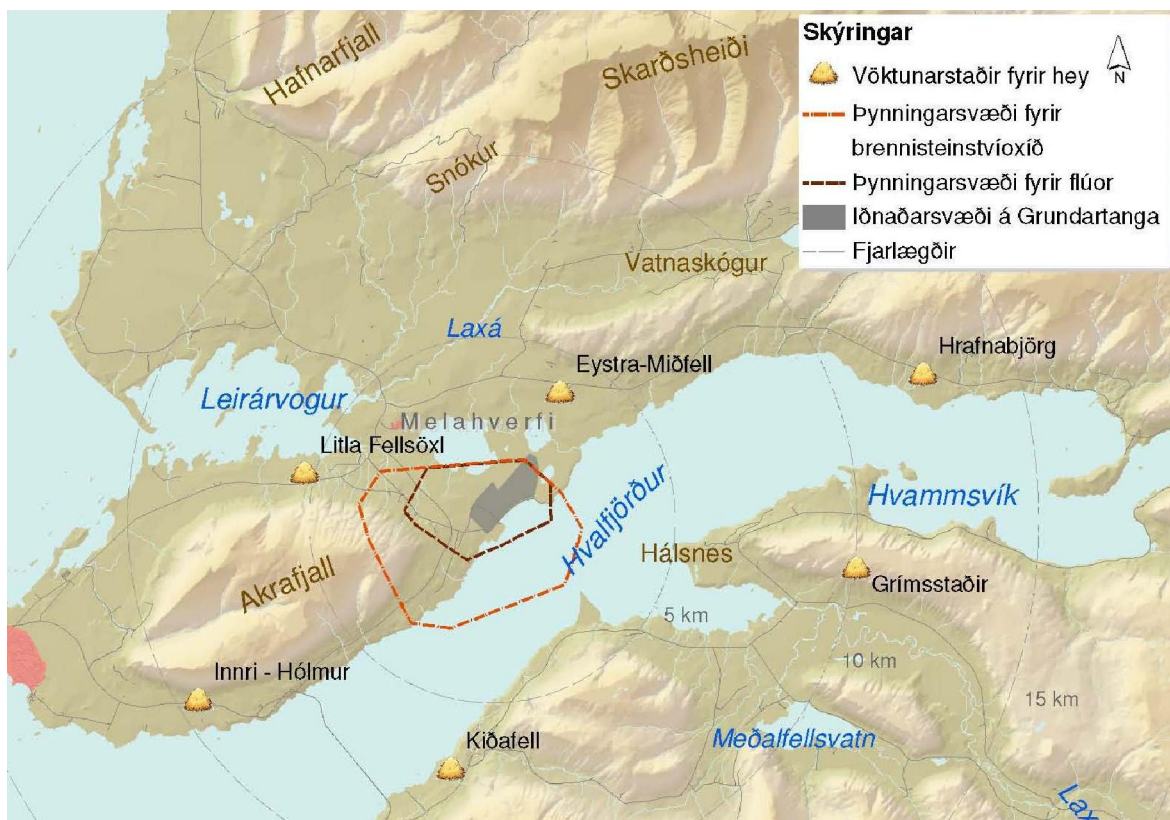 Skýringar
N
Vöktunarstaðir fyrir hey
Þynningarsvæði fyrir
brennisteinstvíoxíð
Þynningarsvæði fyrir flúor
Iðnaðarsvæði á Grundartanga
Fjarlægðir
Hafnarfjall
Skarðsheiði
Snókur
Vatnaskógur
Laxá
Hrafnabjörg
Eystra-Miðfell
Leirárvogur
Melahverfi
Litla Fellsöxl
Hvalfjörður
Hvammsvík
Hálsnes
Akrafjall
Grímsstaðir
5 km
10 km
Innri - Hólmur
15 km
Kiðafell
Meðalfellsvatn
Lax